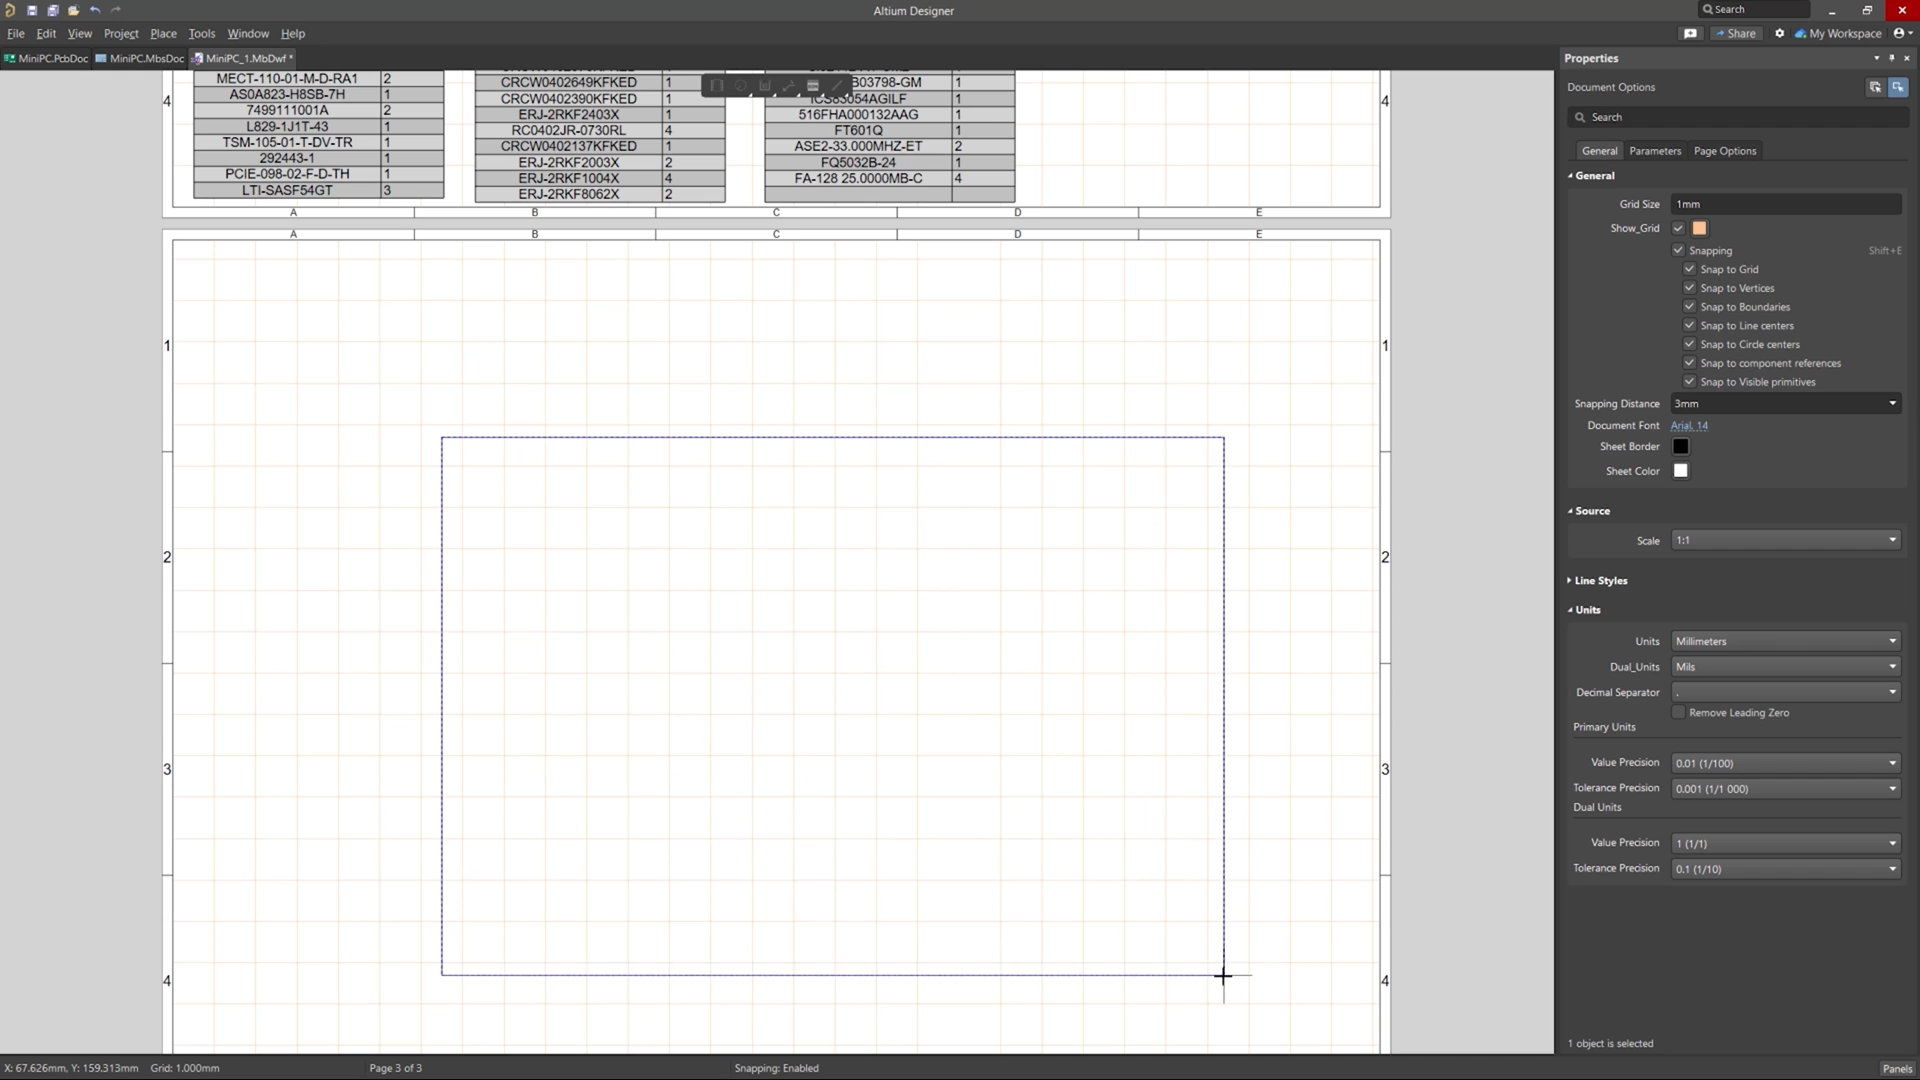 Altium Designer
Search
File Edit View Project Place Tools Window Help
Share
My Workspace
MiniPC.PcbDoc
MiniPC.MbsDoc
MiniPC_1.MbDwf *
4
MECT-110-01-M-D-RA1 2
AS0A823-H8SB-7H 1
7499111001A 2
L829-1J1T-43 1
TSM-105-01-T-DV-TR 1
292443-1 1
PCIE-098-02-F-D-TH 1
LTI-SASF54GT 3
CRCW0402649KFKED 1
CRCW0402390KFKED 1
ERJ-2RKF2403X 1
RC0402JR-0730RL 4
CRCW0402137KFKED 1
ERJ-2RKF2003X 2
ERJ-2RKF1004X 4
ERJ-2RKF8062X 2
B03798-GM 1
ICS83054AGILF 1
516FHA000132AAG 1
FT601Q 1
ASE2-33.000MHZ-ET 2
FQ5032B-24 1
FA-128 25.0000MB-C 4
4
A B C D E
A B C D E
1 1
2 2
3 3
4 4
Properties
Document Options
Search
General Parameters Page Options
General
Grid Size 1mm
Show_Grid
Snapping Shift+E
Snap to Grid
Snap to Vertices
Snap to Boundaries
Snap to Line centers
Snap to Circle centers
Snap to component references
Snap to Visible primitives
Snapping Distance 3mm
Document Font Arial, 14
Sheet Border
Sheet Color
Source
Scale 1:1
Line Styles
Units
Units Millimeters
Dual_Units Mils
Decimal Separator .
Remove Leading Zero
Primary Units
Value Precision 0.01 (1/100)
Tolerance Precision 0.001 (1/1 000)
Dual Units
Value Precision 1 (1/1)
Tolerance Precision 0.1 (1/10)
1 object is selected
X: 67.626mm, Y: 159.313mm Grid: 1.000mm
Page 3 of 3
Snapping: Enabled
Panels